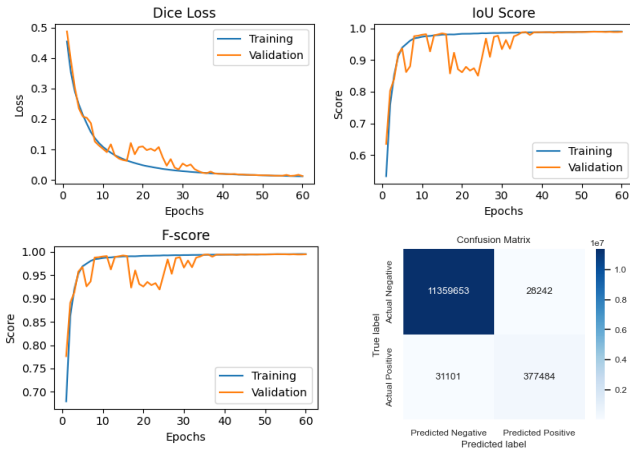 Dice Loss
0.5
0.4
0.3
0.2
0.1
0.0
Loss
Training
Validation
0 10 20 30 40 50 60
Epochs
IoU Score
1.0
0.9
0.8
0.7
0.6
Score
Training
Validation
0 10 20 30 40 50 60
Epochs
F-score
1.00
0.95
0.90
0.85
0.80
0.75
0.70
Score
Training
Validation
0 10 20 30 40 50 60
Epochs
Confusion Matrix
1e7
True label
Actual Negative
11359653 28242
Actual Positive
31101 377484
Predicted Negative Predicted Positive
Predicted label
1.0
0.8
0.6
0.4
0.2